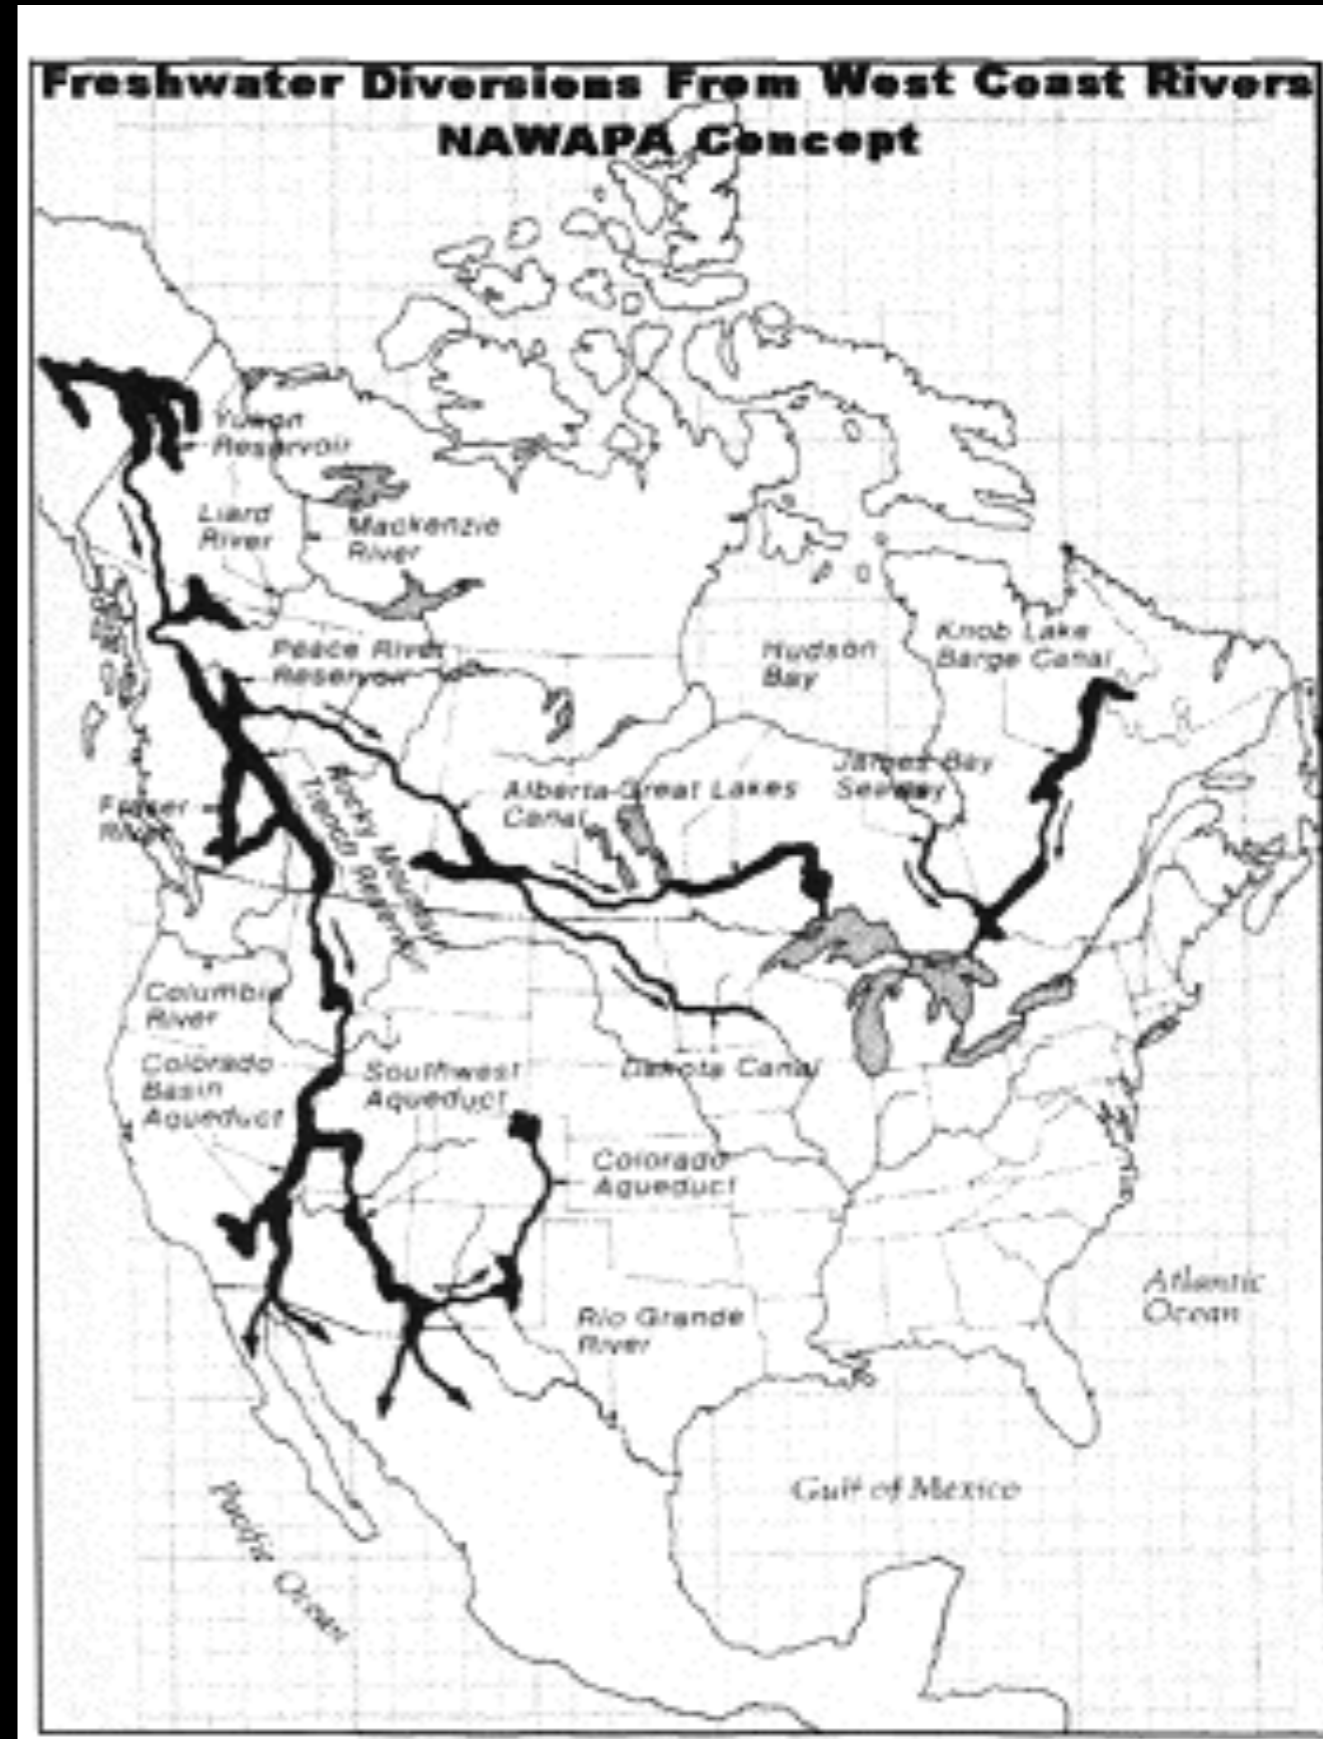 Freshwater Diversions From West Coast Rivers
NAWAPA Concept
Yukon
Reservoir
Liard
River
Mackenzie
River
Peace River
Reservoir
Hudson
Bay
Knob Lake
Barge Canal
Rocky Mountain
Trench Reservoir
Alberta-Great Lakes
Canal
James Bay
Seaway
Fraser
River
Columbia
River
Colorado
Basin
Aqueduct
Southwest
Aqueduct
Dakota Canal
Colorado
Aqueduct
Rio Grande
River
Atlantic
Ocean
Gulf of Mexico
Pacific Ocean